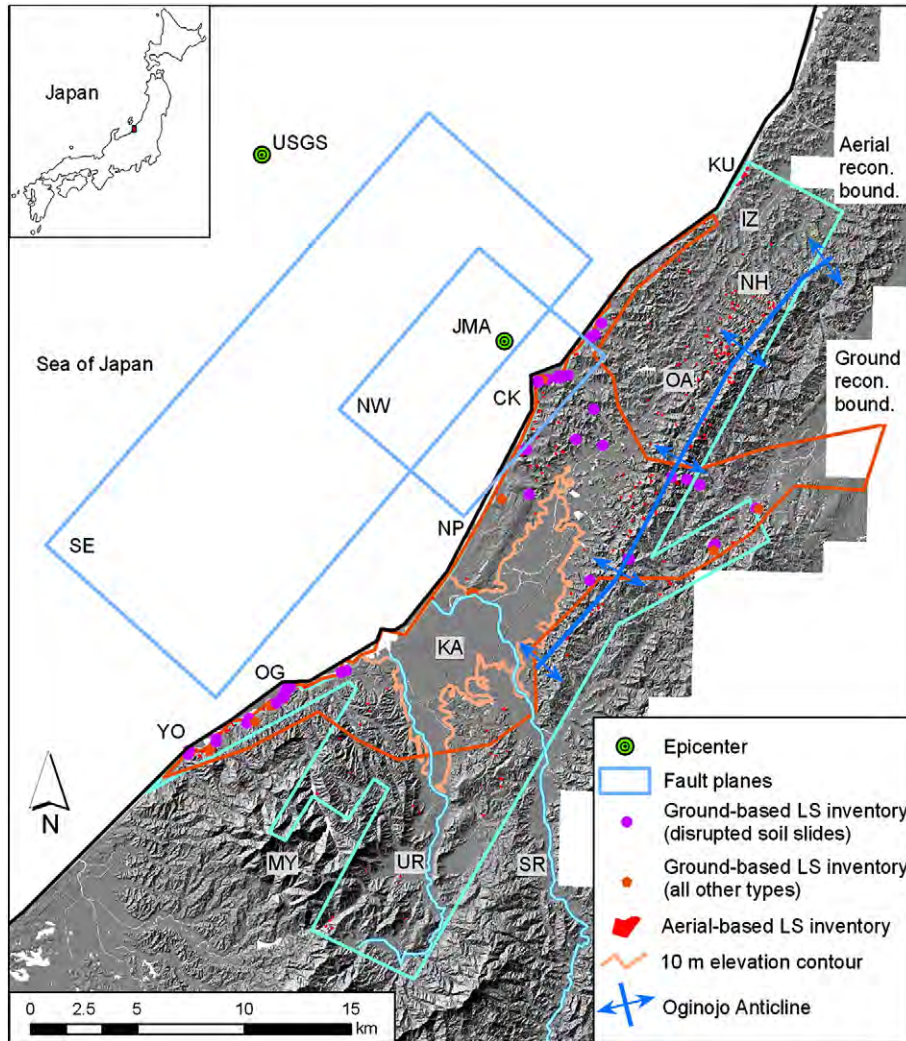 Japan
USGS
KU
Aerial
recon.
bound.
IZ
NH
JMA
Sea of Japan
Ground
recon.
bound.
OA
NW
CK
NP
SE
KA
OG
YO
N
MY
UR
SR
Epicenter
Fault planes
Ground-based LS inventory
(disrupted soil slides)
Ground-based LS inventory
(all other types)
Aerial-based LS inventory
10 m elevation contour
Oginojo Anticline
0 2.5 5 10 15
km